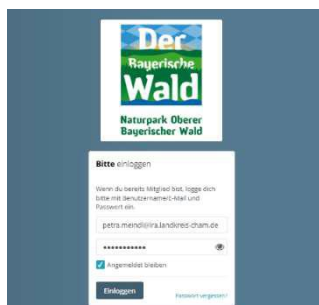 Der
Bayerische
Wald
Naturpark Oberer
Bayerischer Wald
Bitte einloggen
Wenn du bereits Mitglied bist, logge dich
bitte mit Benutzername/E-Mail und
Passwort ein.
petra.meindl@lra.landkreis-cham.de
•••••••••••
Angemeldet bleiben
Einloggen
Passwort vergessen?